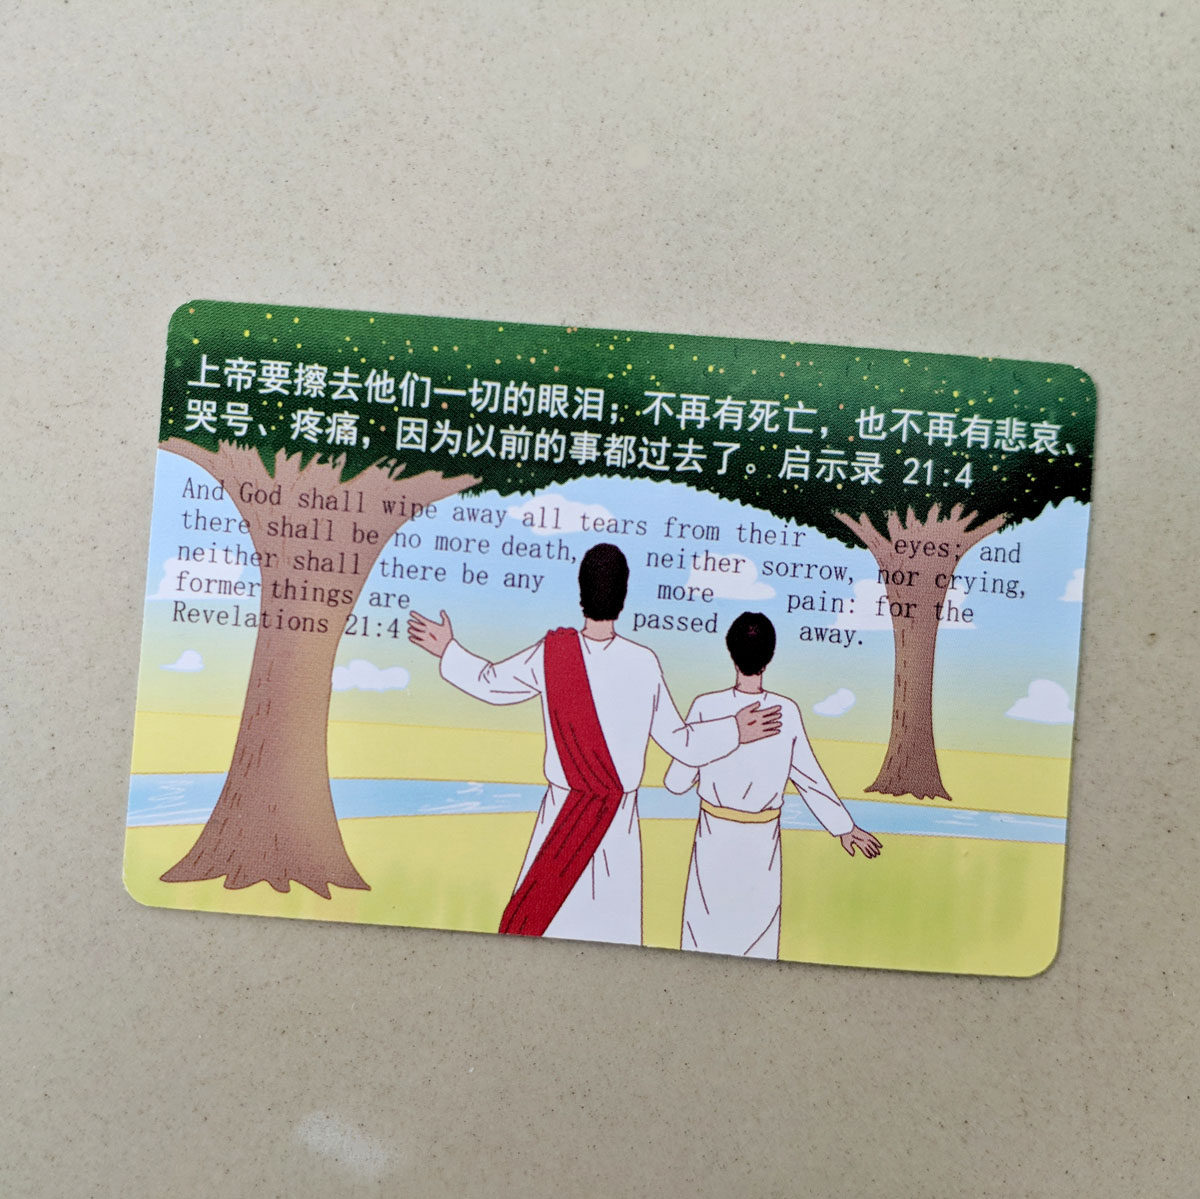 上帝要擦去他们一切的眼泪；不再有死亡，也不再有悲哀、
哭号、疼痛，因为以前的事都过去了。启示录 21:4
And God shall wipe away all tears from their eyes; and
there shall be no more death, neither sorrow, nor crying,
neither shall there be any more pain: for the
former things are passed away.
Revelations 21:4